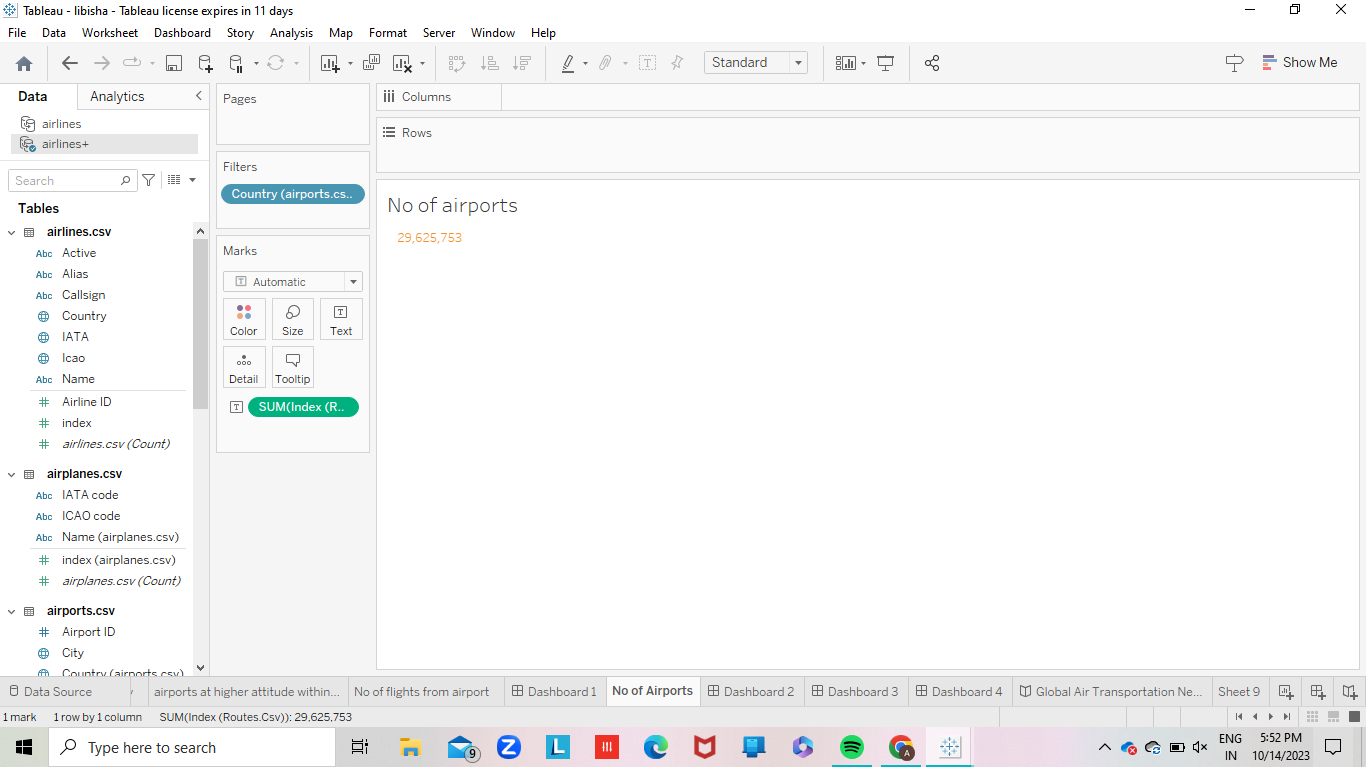 Tableau - libisha - Tableau license expires in 11 days
File Data Worksheet Dashboard Story Analysis Map Format Server Window Help
Standard
Show Me
Data Analytics
airlines
airlines+
Search
Tables
airlines.csv
Abc Active
Abc Alias
Abc Callsign
Country
IATA
Icao
Abc Name
Airline ID
index
airlines.csv (Count)
airplanes.csv
Abc IATA code
Abc ICAO code
Abc Name (airplanes.csv)
index (airplanes.csv)
airplanes.csv (Count)
airports.csv
Airport ID
City
Country (airports.csv)
Pages
Filters
Country (airports.cs..
Marks
Automatic
Color Size Text
Detail Tooltip
SUM(Index (R..
Columns
Rows
No of airports
29,625,753
Data Source airports at higher attitude within... No of flights from airport Dashboard 1 No of Airports Dashboard 2 Dashboard 3 Dashboard 4 Global Air Transportation Ne... Sheet 9
1 mark 1 row by 1 column SUM(Index (Routes.Csv)): 29,625,753
Type here to search
9
A
ENG
IN
5:52 PM
10/14/2023